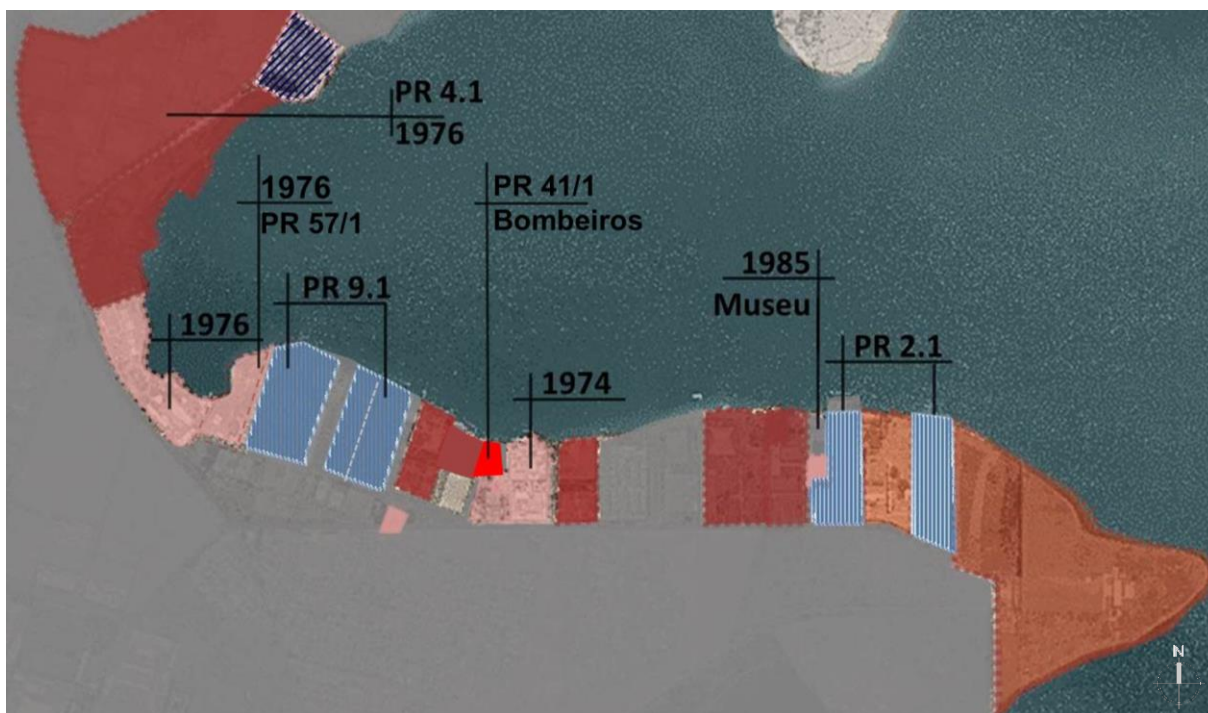 PR 4.1
1976
1976
PR 57/1
PR 41/1
Bombeiros
PR 9.1
1976
1985
Museu
PR 2.1
1974
N